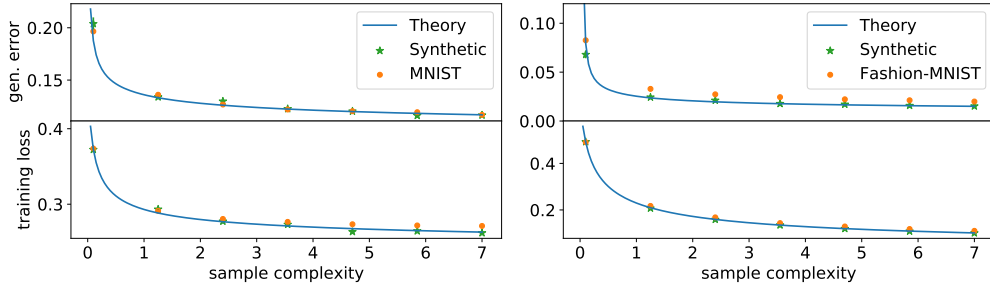 gen. error
0.20
0.15
Theory
Synthetic
MNIST
training loss
0.4
0.3
0 1 2 3 4 5 6 7
sample complexity
0.10
0.05
0.00
Theory
Synthetic
Fashion-MNIST
0.4
0.2
0 1 2 3 4 5 6 7
sample complexity